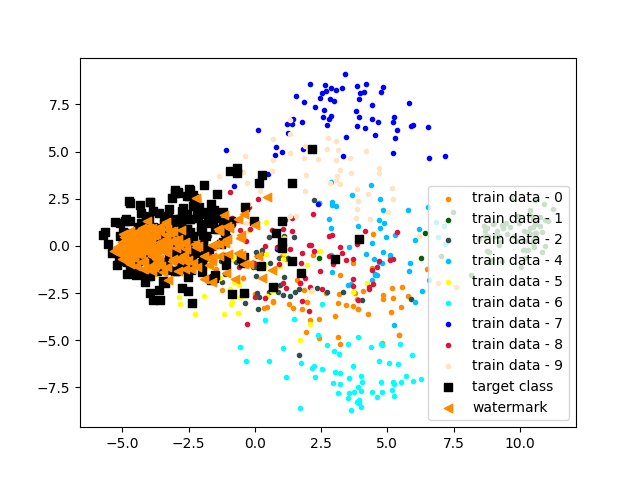 7.5
5.0
2.5
0.0
−2.5
−5.0
−7.5
−5.0 −2.5 0.0 2.5 5.0 7.5 10.0
train data - 0
train data - 1
train data - 2
train data - 4
train data - 5
train data - 6
train data - 7
train data - 8
train data - 9
target class
watermark